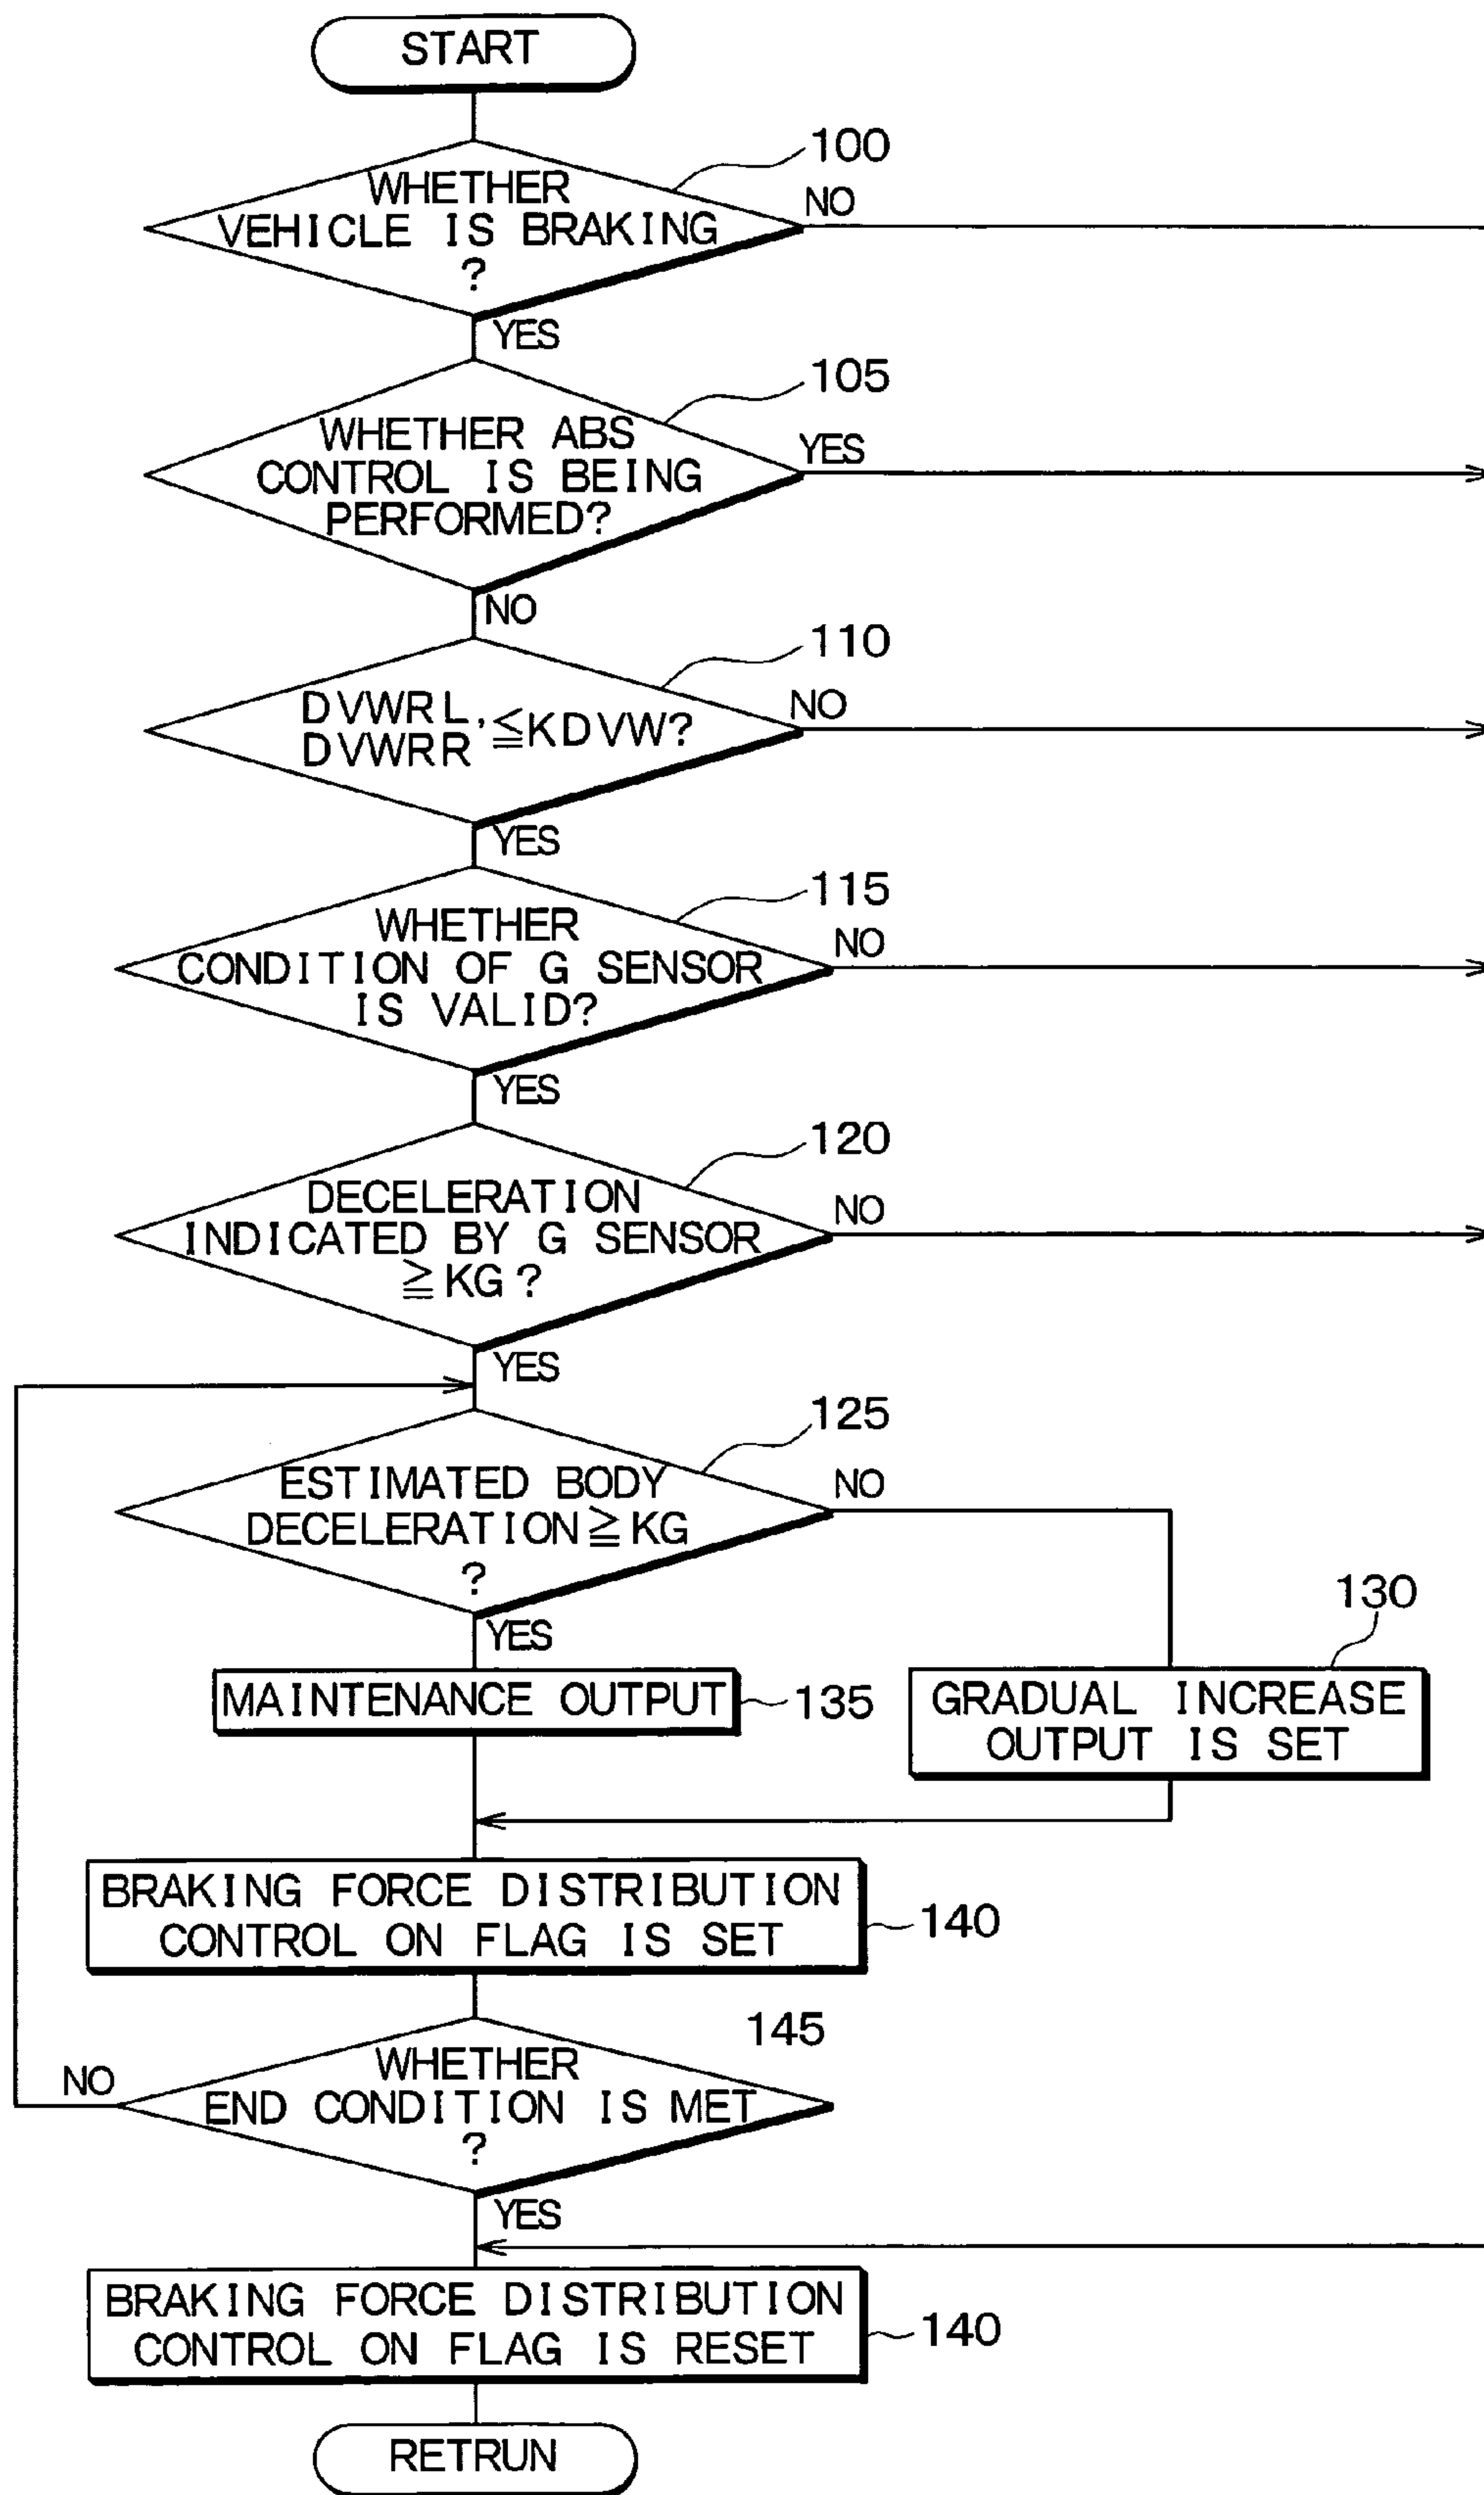 START
100
WHETHER
VEHICLE IS BRAKING
?
NO
YES
105
WHETHER ABS
CONTROL IS BEING
PERFORMED?
YES
NO
110
DVWRL,
DVWRR ≦KDVW?
NO
YES
115
WHETHER
CONDITION OF G SENSOR
IS VALID?
NO
YES
120
DECELERATION
INDICATED BY G SENSOR
≧KG?
NO
YES
125
ESTIMATED BODY
DECELERATION≧KG
?
NO
YES
130
MAINTENANCE OUTPUT
135
GRADUAL INCREASE
OUTPUT IS SET
BRAKING FORCE DISTRIBUTION
CONTROL ON FLAG IS SET
140
145
WHETHER
END CONDITION IS MET
?
NO
YES
BRAKING FORCE DISTRIBUTION
CONTROL ON FLAG IS RESET
140
RETRUN